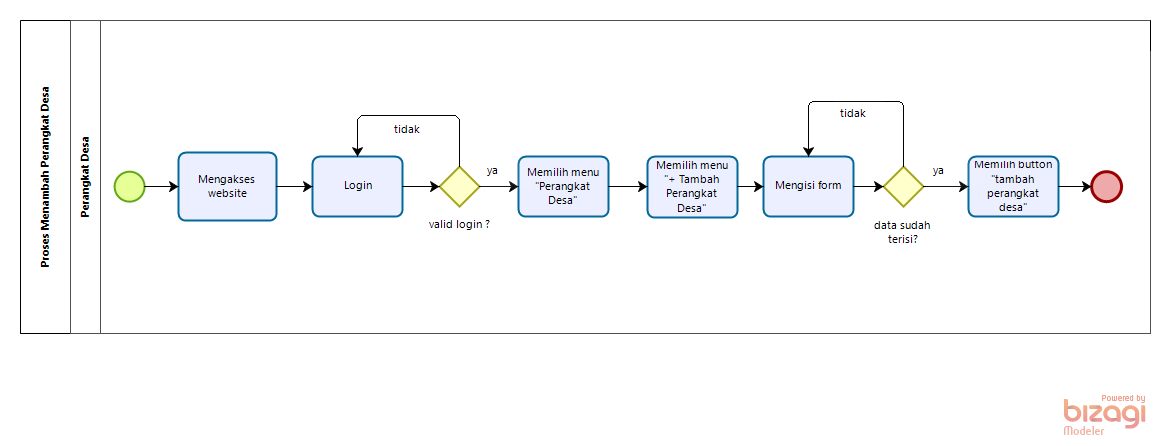 Proses Menambah Perangkat Desa
Perangkat Desa
Mengakses
website
Login
tidak
valid login ?
ya
Memilih menu
"Perangkat
Desa"
Memilih menu
"+ Tambah
Perangkat
Desa"
Mengisi form
tidak
data sudah
terisi?
ya
Memilih button
"tambah
perangkat
desa"
Powered by
bizagi
Modeler